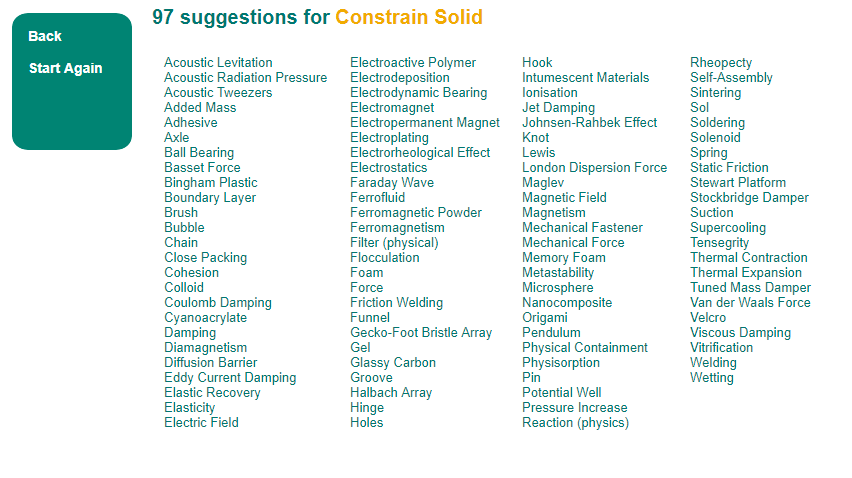 97 suggestions for Constrain Solid
Back
Start Again
Acoustic Levitation
Acoustic Radiation Pressure
Acoustic Tweezers
Added Mass
Adhesive
Axle
Ball Bearing
Basset Force
Bingham Plastic
Boundary Layer
Brush
Bubble
Chain
Close Packing
Cohesion
Colloid
Coulomb Damping
Cyanoacrylate
Damping
Diamagnetism
Diffusion Barrier
Eddy Current Damping
Elastic Recovery
Elasticity
Electric Field
Electroactive Polymer
Electrodeposition
Electrodynamic Bearing
Electromagnet
Electropermanent Magnet
Electroplating
Electrorheological Effect
Electrostatics
Faraday Wave
Ferrofluid
Ferromagnetic Powder
Ferromagnetism
Filter (physical)
Flocculation
Foam
Force
Friction Welding
Funnel
Gecko-Foot Bristle Array
Gel
Glassy Carbon
Groove
Halbach Array
Hinge
Holes
Hook
Intumescent Materials
Ionisation
Jet Damping
Johnsen-Rahbek Effect
Knot
Lewis
London Dispersion Force
Maglev
Magnetic Field
Magnetism
Mechanical Fastener
Mechanical Force
Memory Foam
Metastability
Microsphere
Nanocomposite
Origami
Pendulum
Physical Containment
Physisorption
Pin
Potential Well
Pressure Increase
Reaction (physics)
Rheopecty
Self-Assembly
Sintering
Sol
Soldering
Solenoid
Spring
Static Friction
Stewart Platform
Stockbridge Damper
Suction
Supercooling
Tensegrity
Thermal Contraction
Thermal Expansion
Tuned Mass Damper
Van der Waals Force
Velcro
Viscous Damping
Vitrification
Welding
Wetting